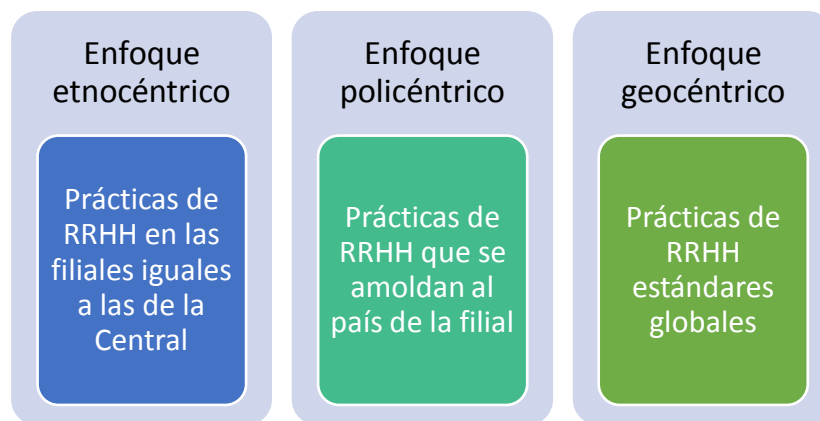 Enfoque
etnocéntrico
Prácticas de
RRHH en las
filiales iguales
a las de la
Central
Enfoque
policéntrico
Prácticas de
RRHH que se
amoldan al
país de la filial
Enfoque
geocéntrico
Prácticas de
RRHH
estándares
globales